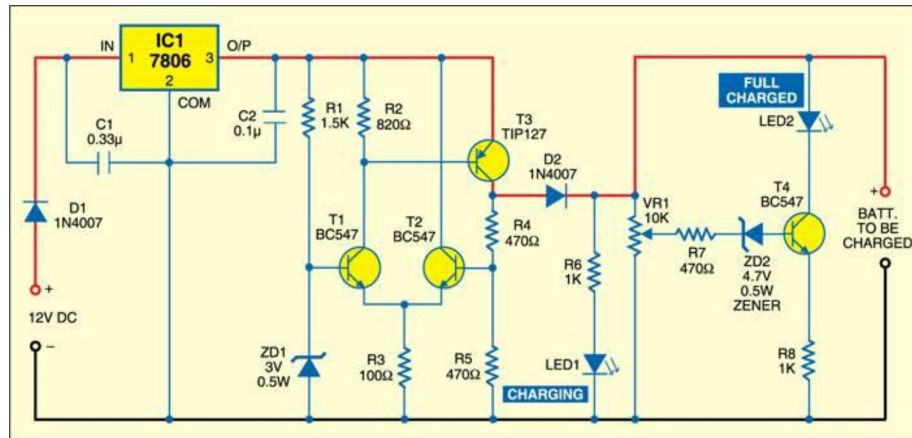 IN
IC1
7806
1
2
3
O/P
COM
C1
0.33µ
C2
0.1µ
D1
1N4007
+
12V DC
–
R1
1.5K
R2
820Ω
T1
BC547
T2
BC547
ZD1
3V
0.5W
R3
100Ω
T3
TIP127
R4
470Ω
R5
470Ω
D2
1N4007
R6
1K
LED1
CHARGING
VR1
10K
R7
470Ω
ZD2
4.7V
0.5W
ZENER
FULL
CHARGED
LED2
T4
BC547
R8
1K
+
BATT.
TO BE
CHARGED